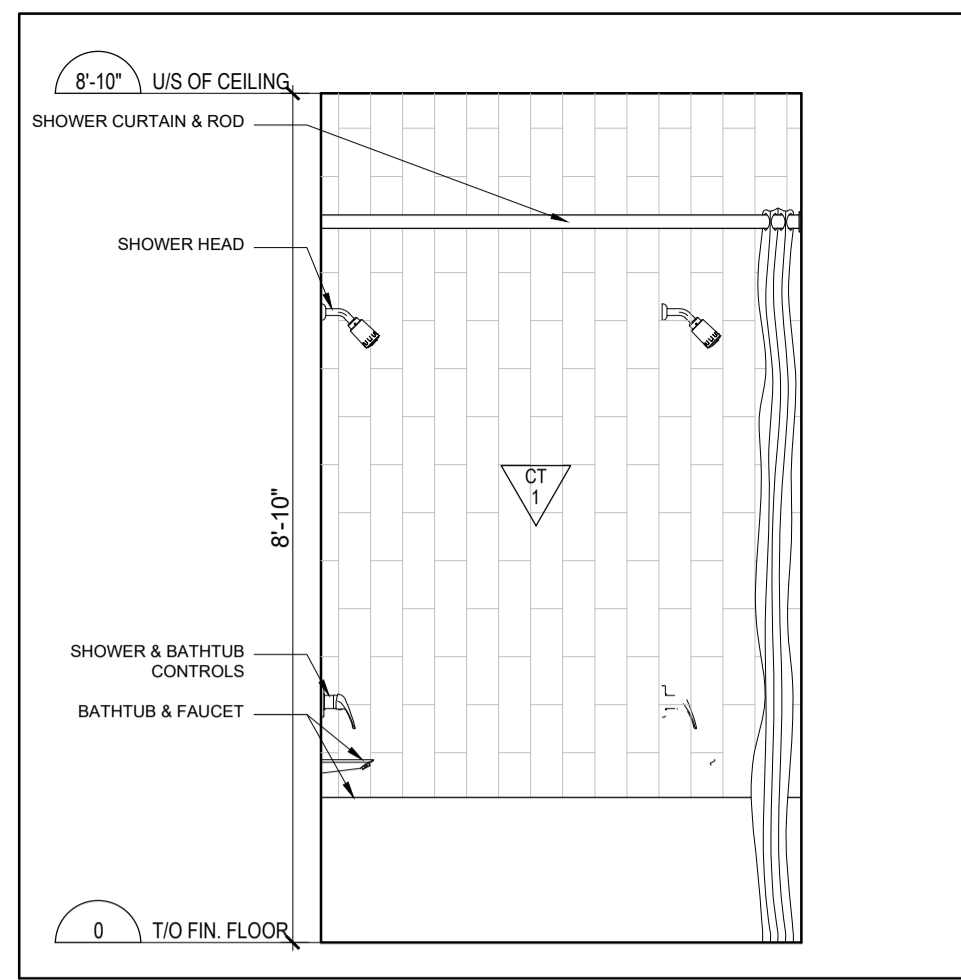 8'-10" U/S OF CEILING
SHOWER CURTAIN & ROD
SHOWER HEAD
CT
1
8'-10"
SHOWER & BATHTUB
CONTROLS
BATHTUB & FAUCET
0 T/O FIN. FLOOR